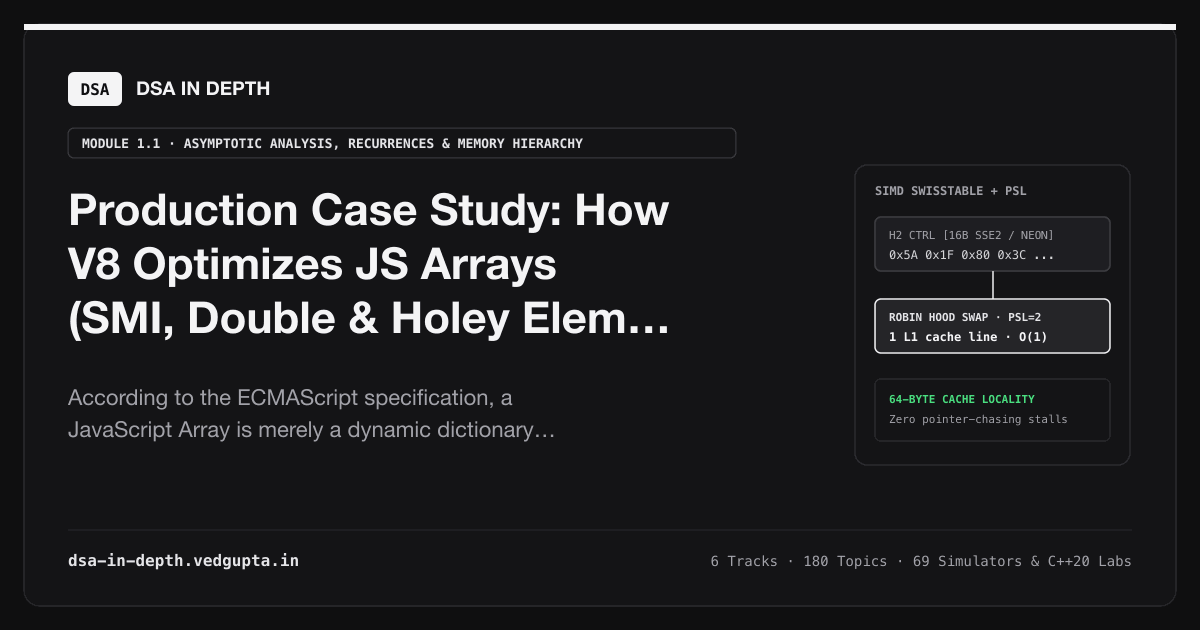 DSA
DSA IN DEPTH
MODULE 1.1 · ASYMPTOTIC ANALYSIS, RECURRENCES & MEMORY HIERARCHY
Production Case Study: How
V8 Optimizes JS Arrays
(SMI, Double & Holey Elem…
According to the ECMAScript specification, a
JavaScript Array is merely a dynamic dictionary…
SIMD SWISSTABLE + PSL
H2 CTRL [16B SSE2 / NEON]
0x5A 0x1F 0x80 0x3C ...
ROBIN HOOD SWAP · PSL=2
1 L1 cache line · O(1)
64-BYTE CACHE LOCALITY
Zero pointer-chasing stalls
dsa-in-depth.vedgupta.in
6 Tracks · 180 Topics · 69 Simulators & C++20 Labs